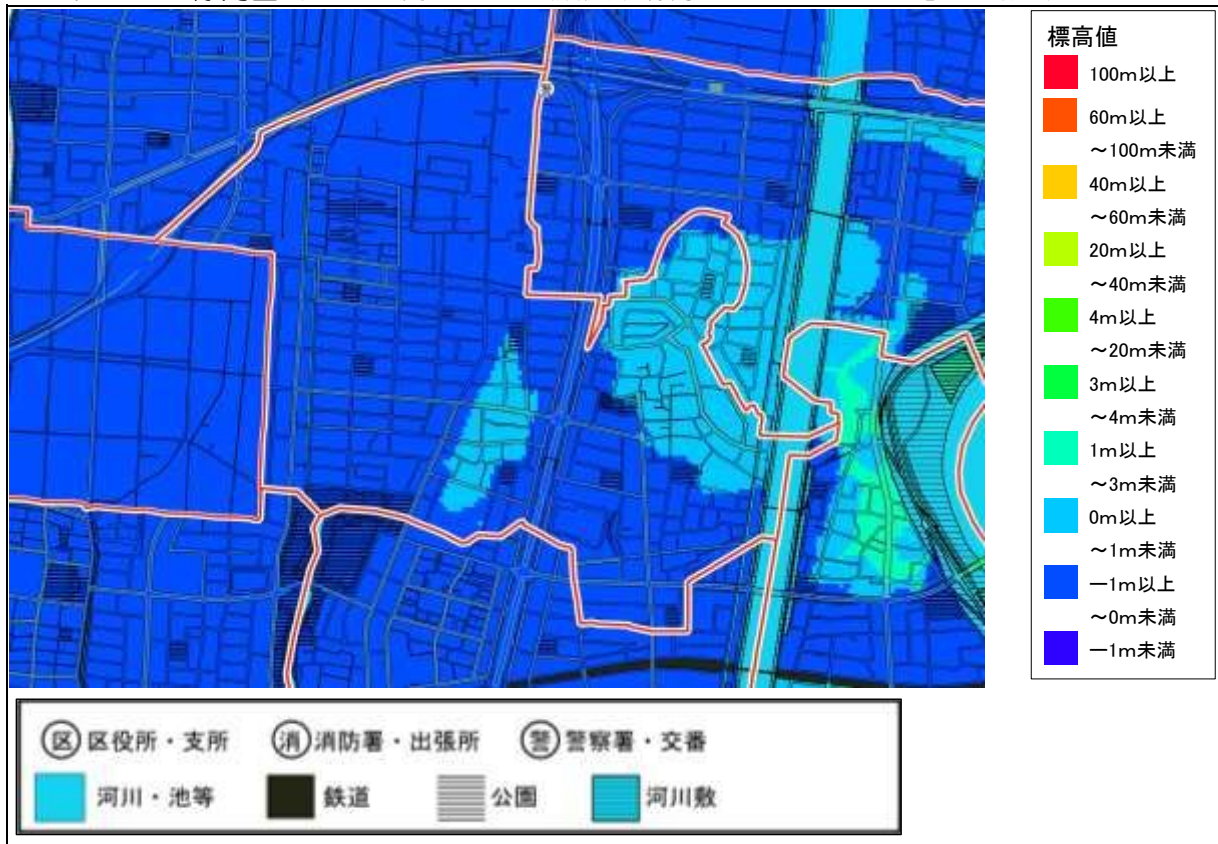 標高値
100m以上
60m以上
～100m未満
40m以上
～60m未満
20m以上
～40m未満
4m以上
～20m未満
3m以上
～4m未満
1m以上
～3m未満
0m以上
～1m未満
－1m以上
～0m未満
－1m未満
区 区役所・支所 消 消防署・出張所 警 警察署・交番
河川・池等 鉄道 公園 河川敷